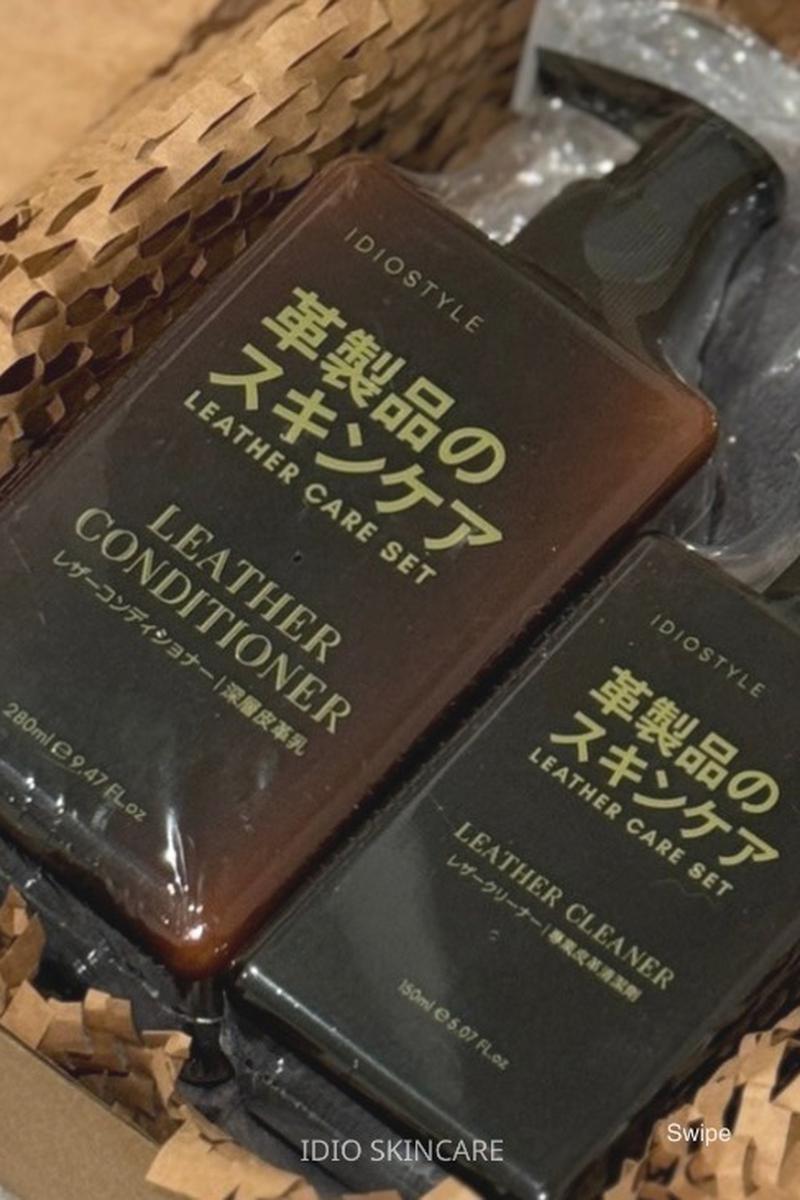 IDIOSTYLE
革製品の
スキンケア
LEATHER CARE SET
LEATHER
CONDITIONER
レザーコンディショナー | 深層皮革乳
280ml ℮ 9.47 FL.oz
IDIOSTYLE
革製品の
スキンケア
LEATHER CARE SET
LEATHER CLEANER
レザークリーナー | 專業皮革清潔劑
150ml ℮ 5.07 FL.oz
Swipe
IDIO SKINCARE